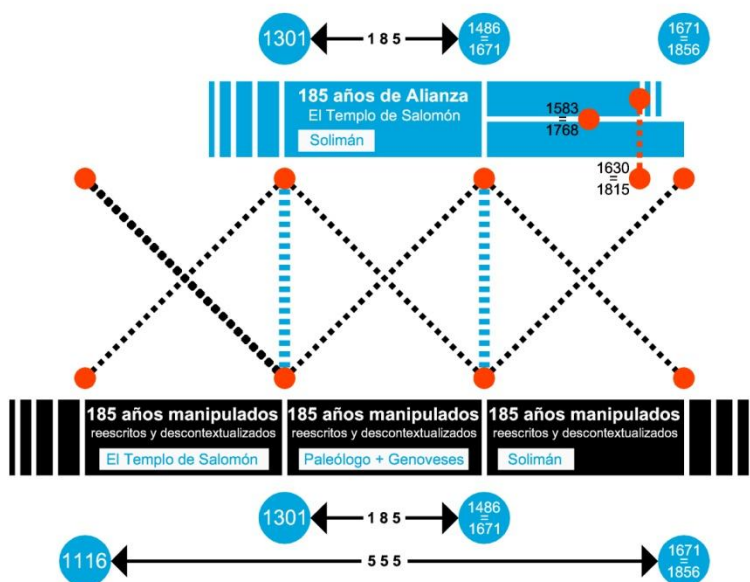 1301
185
1486
=
1671
1671
=
1856
185 años de Alianza
El Templo de Salomón
Solimán
1583
=
1768
1630
=
1815
185 años manipulados
reescritos y descontextualizados
El Templo de Salomón
185 años manipulados
reescritos y descontextualizados
Paleólogo + Genoveses
185 años manipulados
reescritos y descontextualizados
Solimán
1301
185
1486
=
1671
1116
555
1671
=
1856